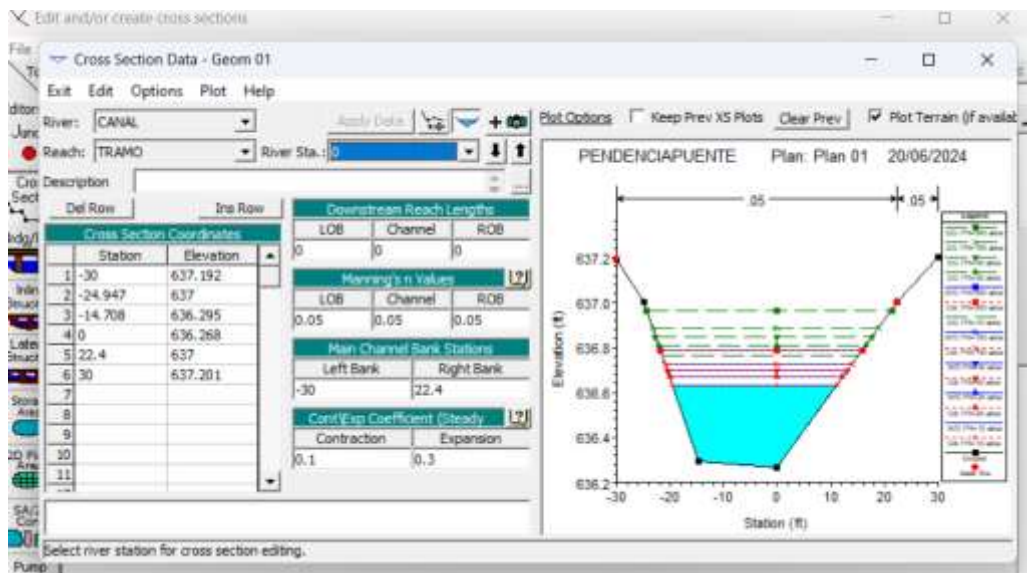 Edit and/or create cross sections
File
Cross Section Data - Geom 01
Exit Edit Options Plot Help
River: CANAL
Apply Data
Plot Options Keep Prev XS Plots Clear Prev Plot Terrain (if availab
Reach: TRAMO River Sta.: 0
Description
Del Row Ins Row
Cross Section Coordinates
Station Elevation
1 -30 637.192
2 -24.947 637
3 -14.708 636.295
4 0 636.268
5 22.4 637
6 30 637.201
7
8
9
10
11
Downstream Reach Lengths
LOB Channel ROB
0 0 0
Manning's n Values
LOB Channel ROB
0.05 0.05 0.05
Main Channel Bank Stations
Left Bank Right Bank
-30 22.4
Cont\Exp Coefficient (Steady
Contraction Expansion
0.1 0.3
PENDENCIAPUENTE Plan: Plan 01 20/06/2024
.05 .05
Legend
637.2
637.0
636.8
636.6
636.4
636.2
Elevation (ft)
-30 -20 -10 0 10 20 30
Station (ft)
Select river station for cross section editing.
Pump